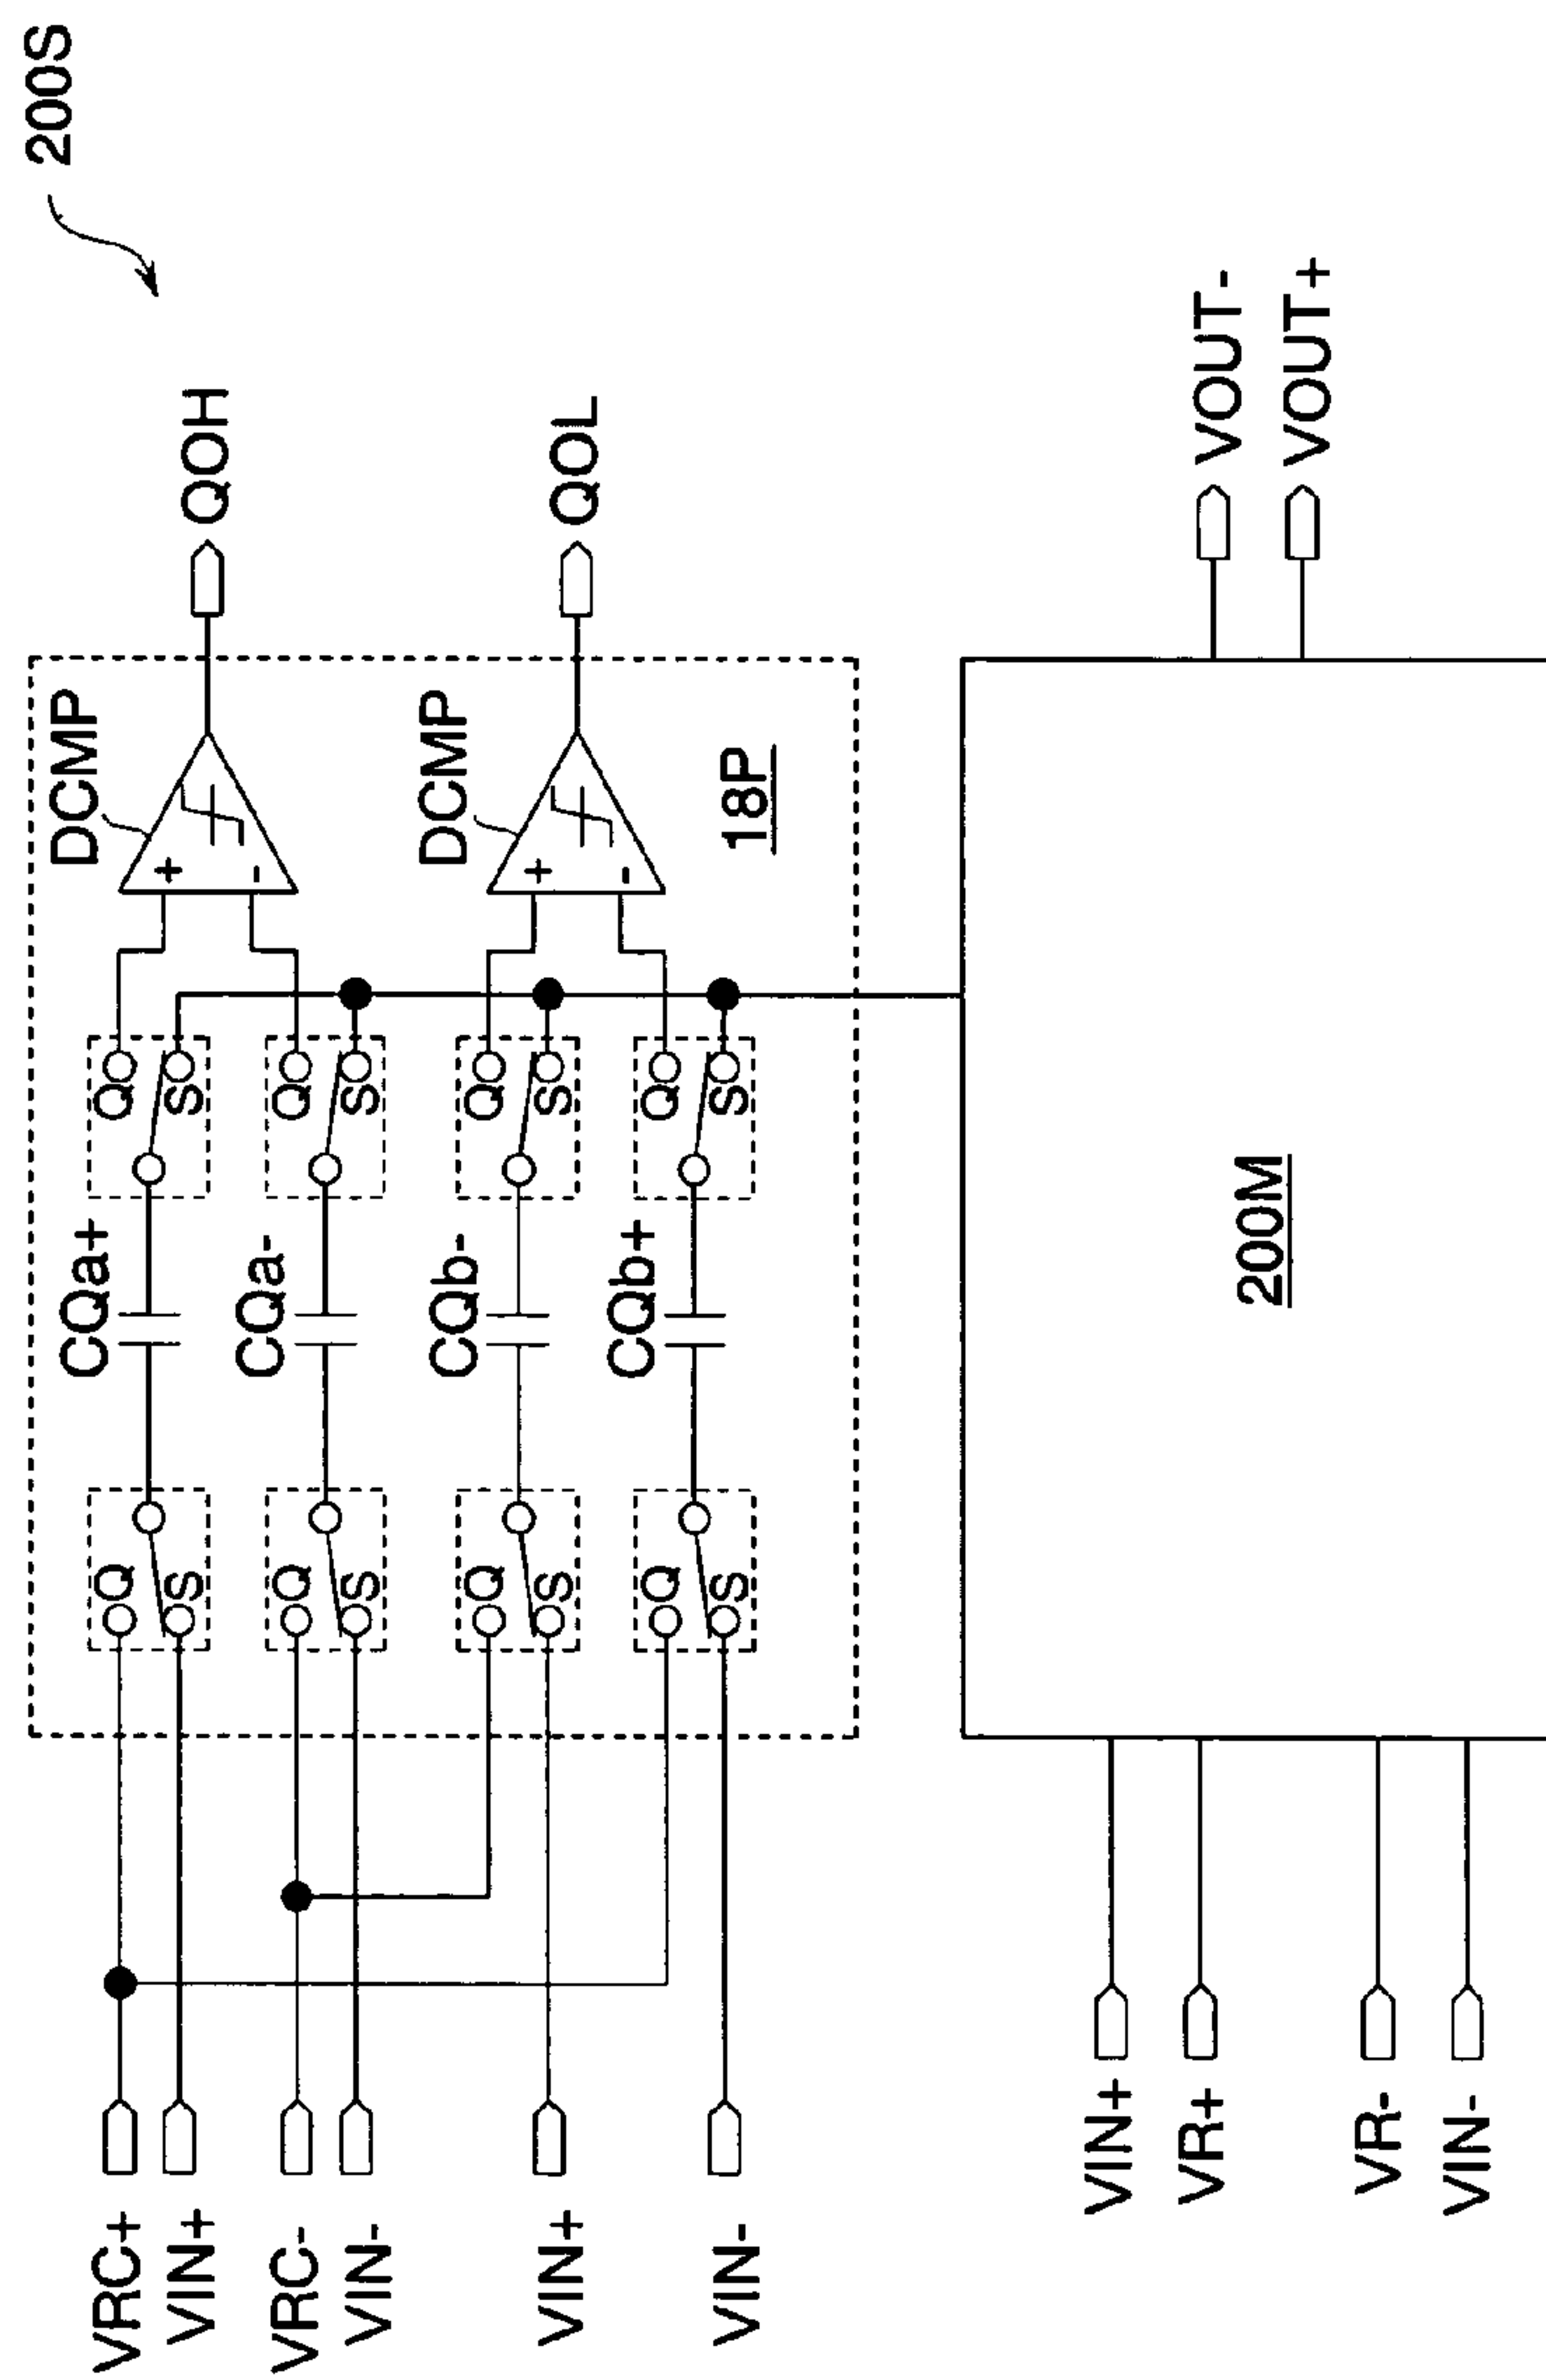 200S
VRC+
VIN+
VRC-
VIN-
VIN+
VIN-
Q
S
Q
S
Q
S
Q
S
CQa+
CQa-
CQb-
CQb+
Q
S
Q
S
Q
S
Q
S
DCMP
+
-
DCMP
+
-
18P
QOH
QOL
VIN+
VR+
VR-
VIN-
200M
VOUT-
VOUT+